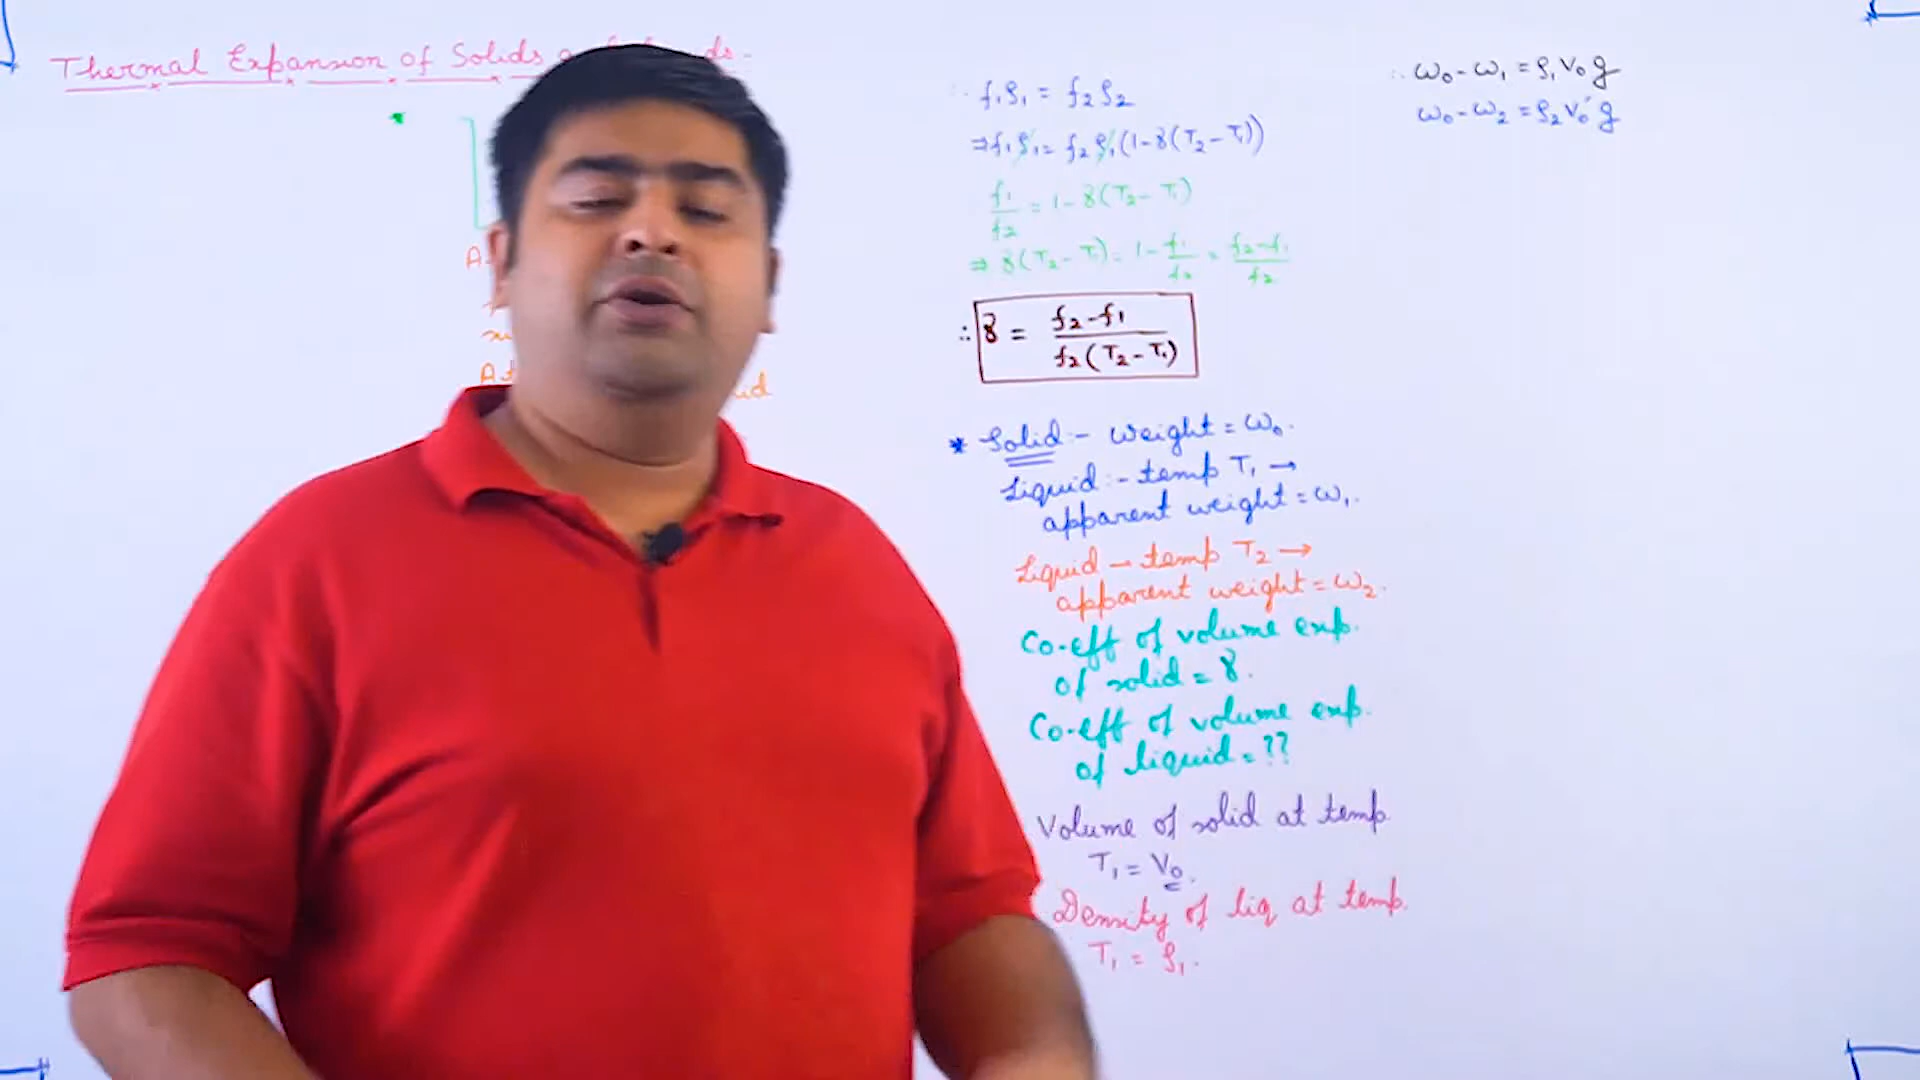 Thermal Expansion of Solids
∴ f₁ρ₁ = f₂ρ₂
⇒ f₁ρ₁ = f₂ρ₁(1-γ(T₂-T₁))
f₁/f₂ = 1-γ(T₂-T₁)
⇒ γ(T₂-T₁) = 1-f₁/f₂ = (f₂-f₁)/f₂
∴ γ = (f₂-f₁)/(f₂(T₂-T₁))
* Solid:- Weight = ω₀.
Liquid:- temp T₁ →
apparent weight = ω₁.
Liquid → temp T₂ →
apparent weight = ω₂.
Co-eff of volume exp.
of solid = γ.
Co-eff of volume exp.
of liquid = ??
Volume of solid at temp.
T₁ = V₀.
Density of liq at temp.
T₁ = ρ₁.
∴ ω₀-ω₁ = ρ₁V₀g
ω₀-ω₂ = ρ₂V₀'g